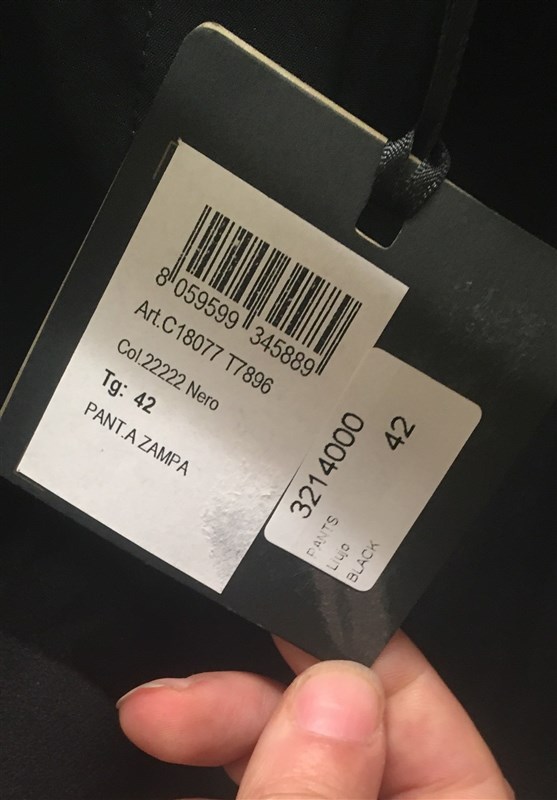 8 059599 345889
Art.C18077 T7896
Col.22222 Nero
Tg: 42
PANT.A ZAMPA
3214000
42
PANTS
Liujo
BLACK